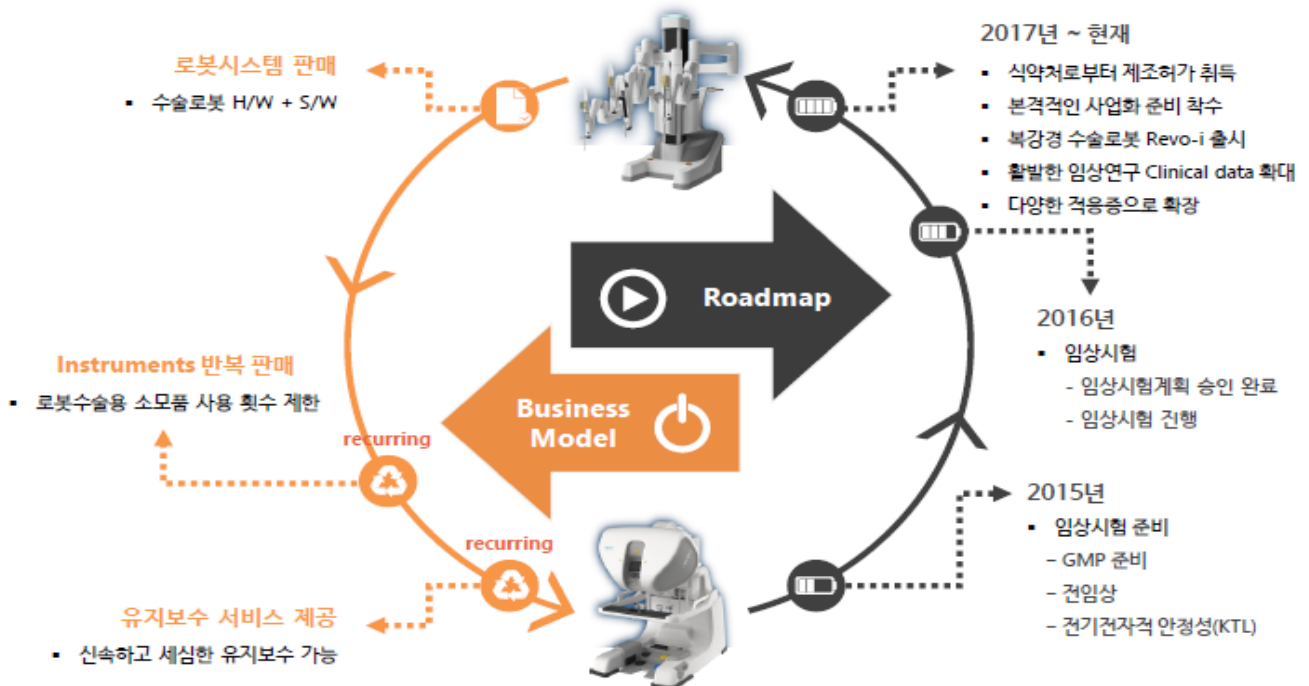 로봇시스템 판매
▪ 수술로봇 H/W + S/W
Instruments 반복 판매
▪ 로봇수술용 소모품 사용 횟수 제한
recurring
recurring
유지보수 서비스 제공
▪ 신속하고 세심한 유지보수 가능
Roadmap
Business
Model
2017년 ~ 현재
▪ 식약처로부터 제조허가 취득
▪ 본격적인 사업화 준비 착수
▪ 복강경 수술로봇 Revo-i 출시
▪ 활발한 임상연구 Clinical data 확대
▪ 다양한 적응증으로 확장
2016년
▪ 임상시험
- 임상시험계획 승인 완료
- 임상시험 진행
2015년
▪ 임상시험 준비
- GMP 준비
- 전임상
- 전기전자적 안정성(KTL)